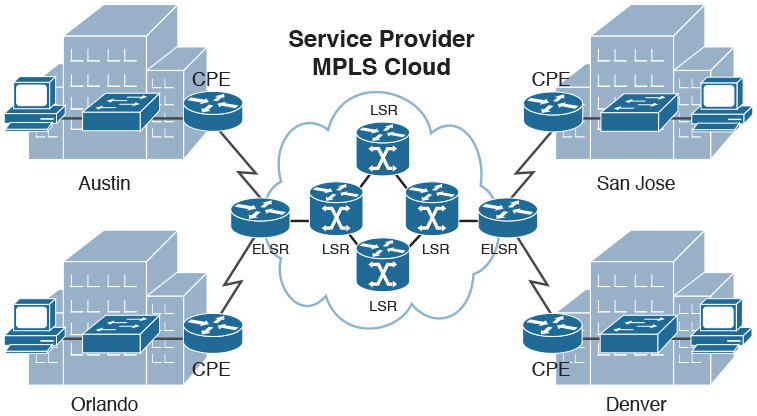 Service Provider
MPLS Cloud
CPE
CPE
LSR
Austin
San Jose
ELSR
LSR
LSR
ELSR
LSR
CPE
CPE
Orlando
Denver